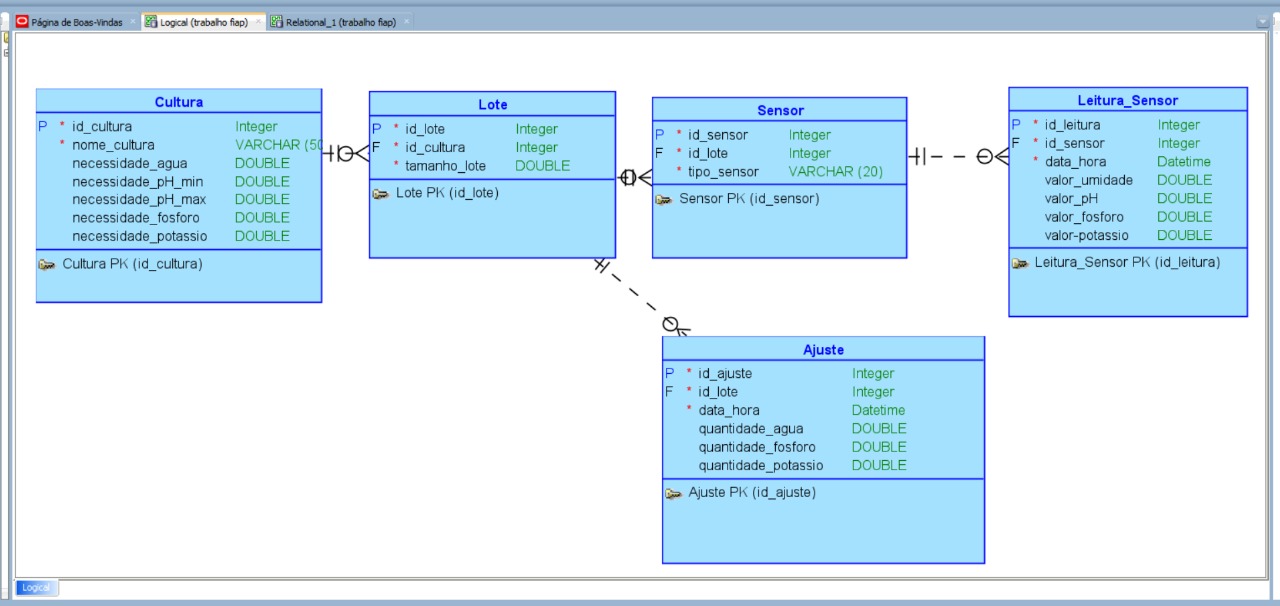 Página de Boas-Vindas
Logical (trabalho fiap)
Relational_1 (trabalho fiap)
Cultura
P * id_cultura Integer
* nome_cultura VARCHAR (50
necessidade_agua DOUBLE
necessidade_pH_min DOUBLE
necessidade_pH_max DOUBLE
necessidade_fosforo DOUBLE
necessidade_potassio DOUBLE
Cultura PK (id_cultura)
Lote
P * id_lote Integer
F * id_cultura Integer
* tamanho_lote DOUBLE
Lote PK (id_lote)
Sensor
P * id_sensor Integer
F * id_lote Integer
* tipo_sensor VARCHAR (20)
Sensor PK (id_sensor)
Leitura_Sensor
P * id_leitura Integer
F * id_sensor Integer
* data_hora Datetime
valor_umidade DOUBLE
valor_pH DOUBLE
valor_fosforo DOUBLE
valor-potassio DOUBLE
Leitura_Sensor PK (id_leitura)
Ajuste
P * id_ajuste Integer
F * id_lote Integer
* data_hora Datetime
quantidade_agua DOUBLE
quantidade_fosforo DOUBLE
quantidade_potassio DOUBLE
Ajuste PK (id_ajuste)
Logical